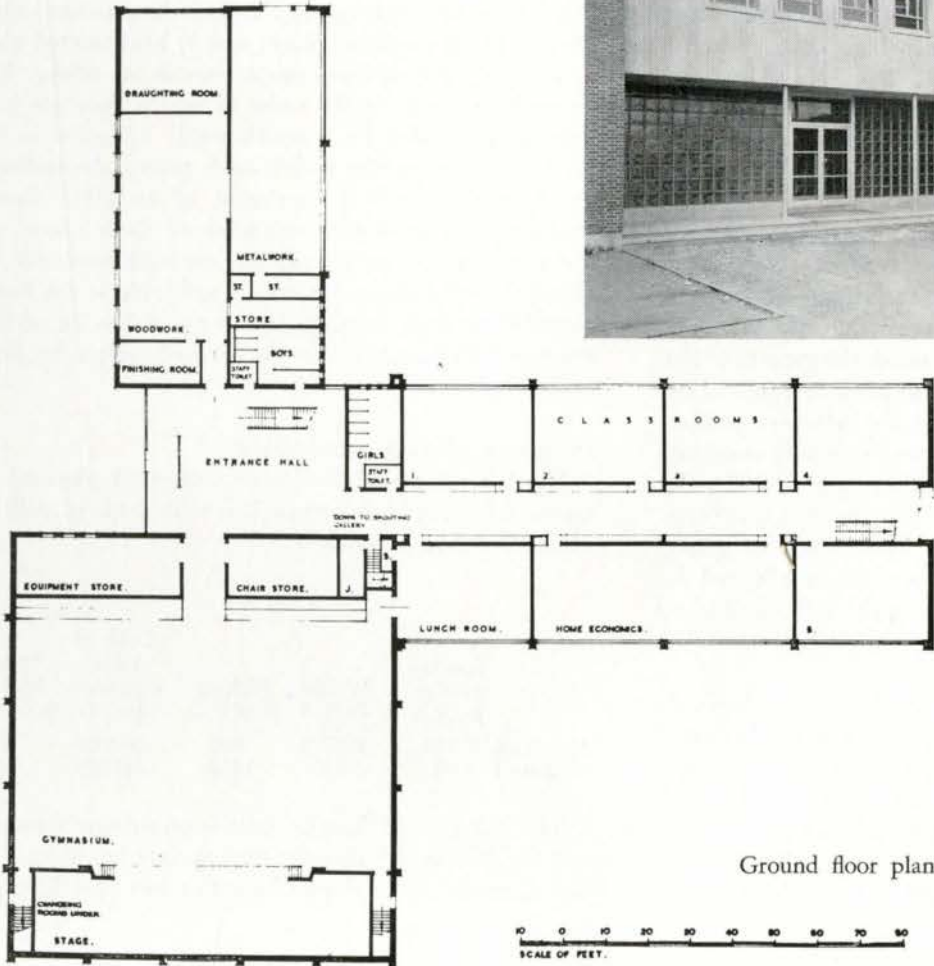 DRAUGHTING ROOM.
METALWORK.
ST. ST.
STORE
WOODWORK.
BOYS
FINISHING ROOM.
STAFF
TOILET
CLASS ROOMS
ENTRANCE HALL
GIRLS
STAFF
TOILET.
1. 2. 3. 4.
DOWN TO SHOOTING
GALLERY
EQUIPMENT STORE.
CHAIR STORE.
J.
S.
LUNCH ROOM.
HOME ECONOMICS.
5.
GYMNASIUM.
Ground floor plan
CHANGING
ROOMS UNDER
STAGE.
10 0 10 20 30 40 50 60 70 80
SCALE OF FEET.